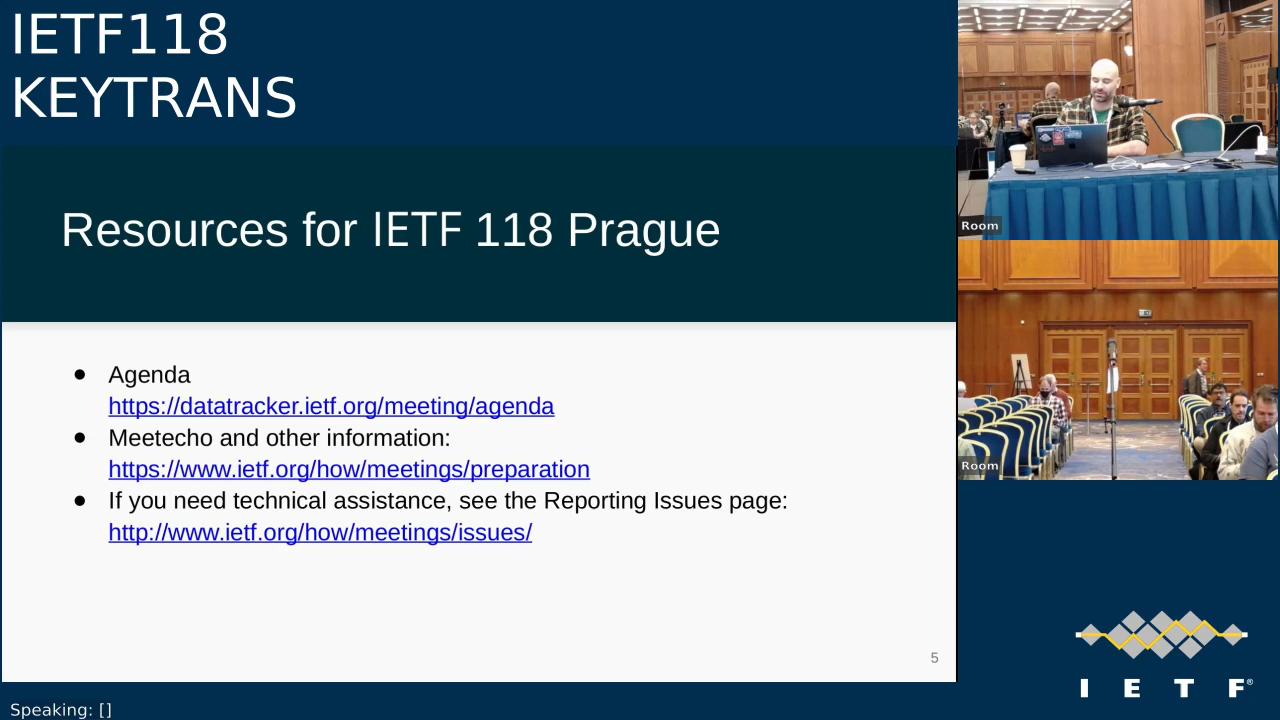 IETF118
KEYTRANS
Resources for IETF 118 Prague
● Agenda
https://datatracker.ietf.org/meeting/agenda
● Meetecho and other information:
https://www.ietf.org/how/meetings/preparation
● If you need technical assistance, see the Reporting Issues page:
http://www.ietf.org/how/meetings/issues/
5
Room
Room
I E T F®
Speaking: []